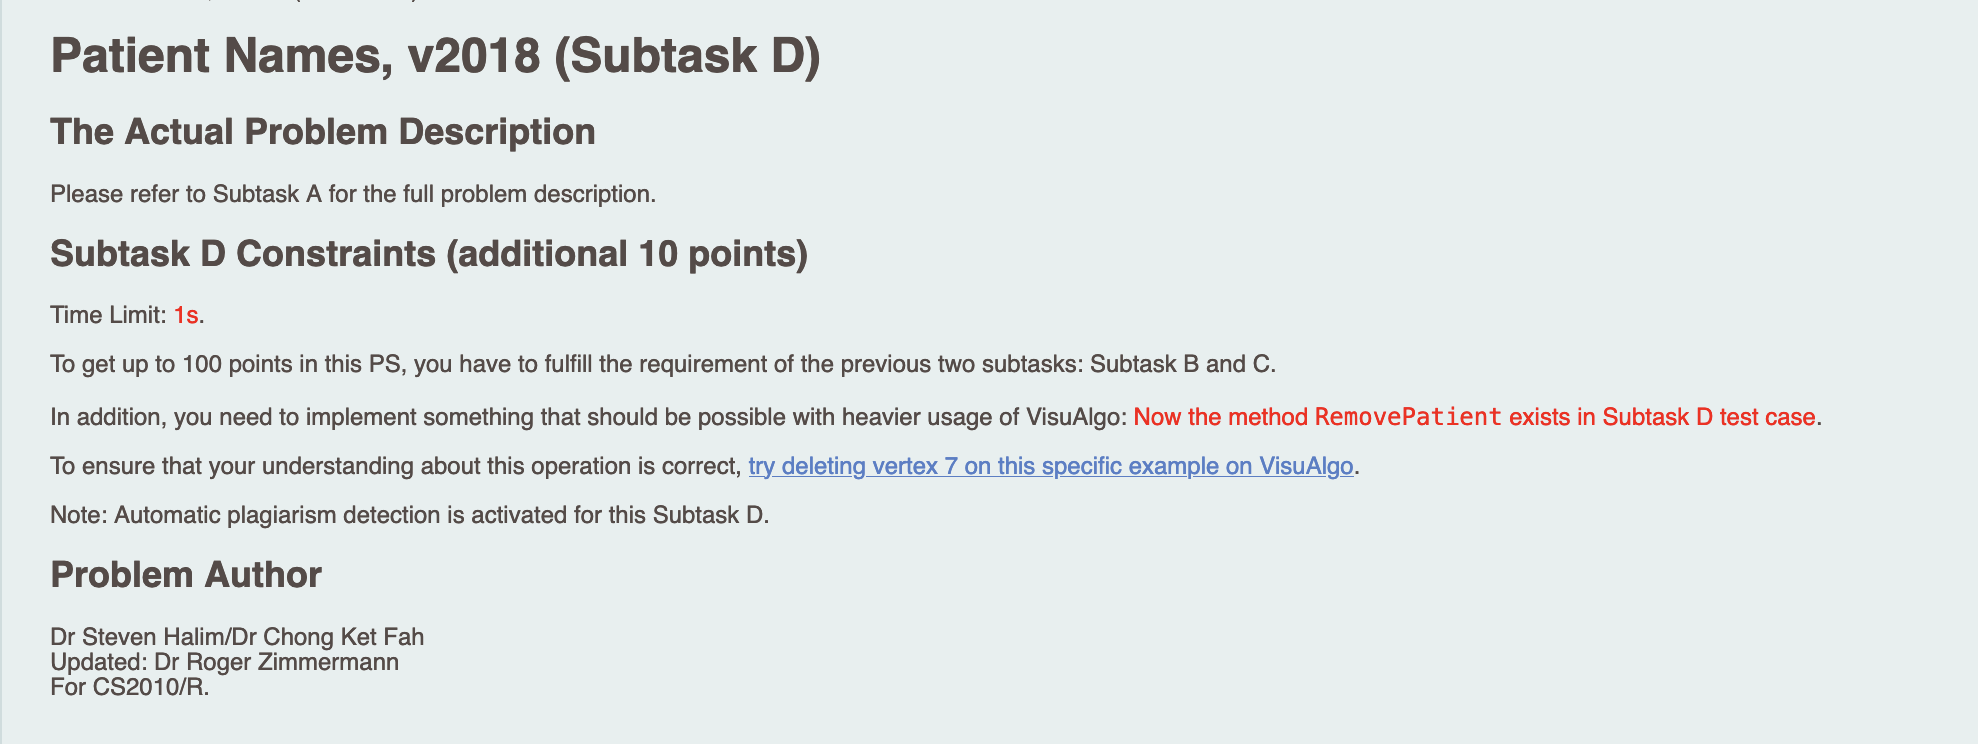 Patient Names, v2018 (Subtask D)
The Actual Problem Description
Please refer to Subtask A for the full problem description.
Subtask D Constraints (additional 10 points)
Time Limit: 1s.
To get up to 100 points in this PS, you have to fulfill the requirement of the previous two subtasks: Subtask B and C.
In addition, you need to implement something that should be possible with heavier usage of VisuAlgo: Now the method RemovePatient exists in Subtask D test case.
To ensure that your understanding about this operation is correct, try deleting vertex 7 on this specific example on VisuAlgo.
Note: Automatic plagiarism detection is activated for this Subtask D.
Problem Author
Dr Steven Halim/Dr Chong Ket Fah
Updated: Dr Roger Zimmermann
For CS2010/R.